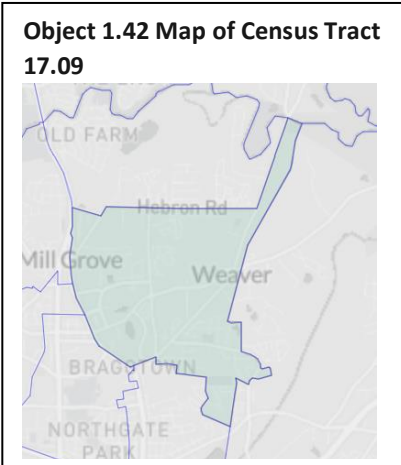 Object 1.42 Map of Census Tract
17.09
OLD FARM
Hebron Rd
Mill Grove
Weaver
BRAGGTOWN
NORTHGATE
PARK